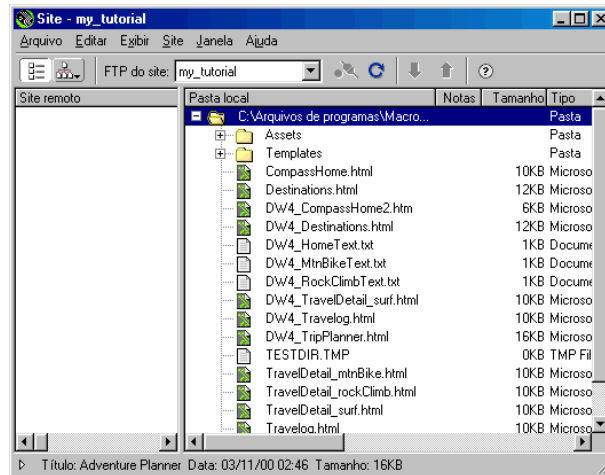 Site - my_tutorial
Arquivo Editar Exibir Site Janela Ajuda
FTP do site: my_tutorial
Site remoto
Pasta local Notas Tamanho Tipo
C:\Arquivos de programas\Macro... Pasta
Assets Pasta
Templates Pasta
CompassHome.html 10KB Microso
Destinations.html 12KB Microso
DW4_CompassHome2.htm 6KB Microso
DW4_Destinations.html 12KB Microso
DW4_HomeText.txt 1KB Docume
DW4_MtnBikeText.txt 1KB Docume
DW4_RockClimbText.txt 1KB Docume
DW4_TravelDetail_surf.html 10KB Microso
DW4_Travelog.html 10KB Microso
DW4_TripPlanner.html 16KB Microso
TESTDIR.TMP 0KB TMP Fil
TravelDetail_mtnBike.html 10KB Microso
TravelDetail_rockClimb.html 10KB Microso
TravelDetail_surf.html 10KB Microso
Travelog.html 10KB Microso
Título: Adventure Planner Data: 03/11/00 02:46 Tamanho: 16KB